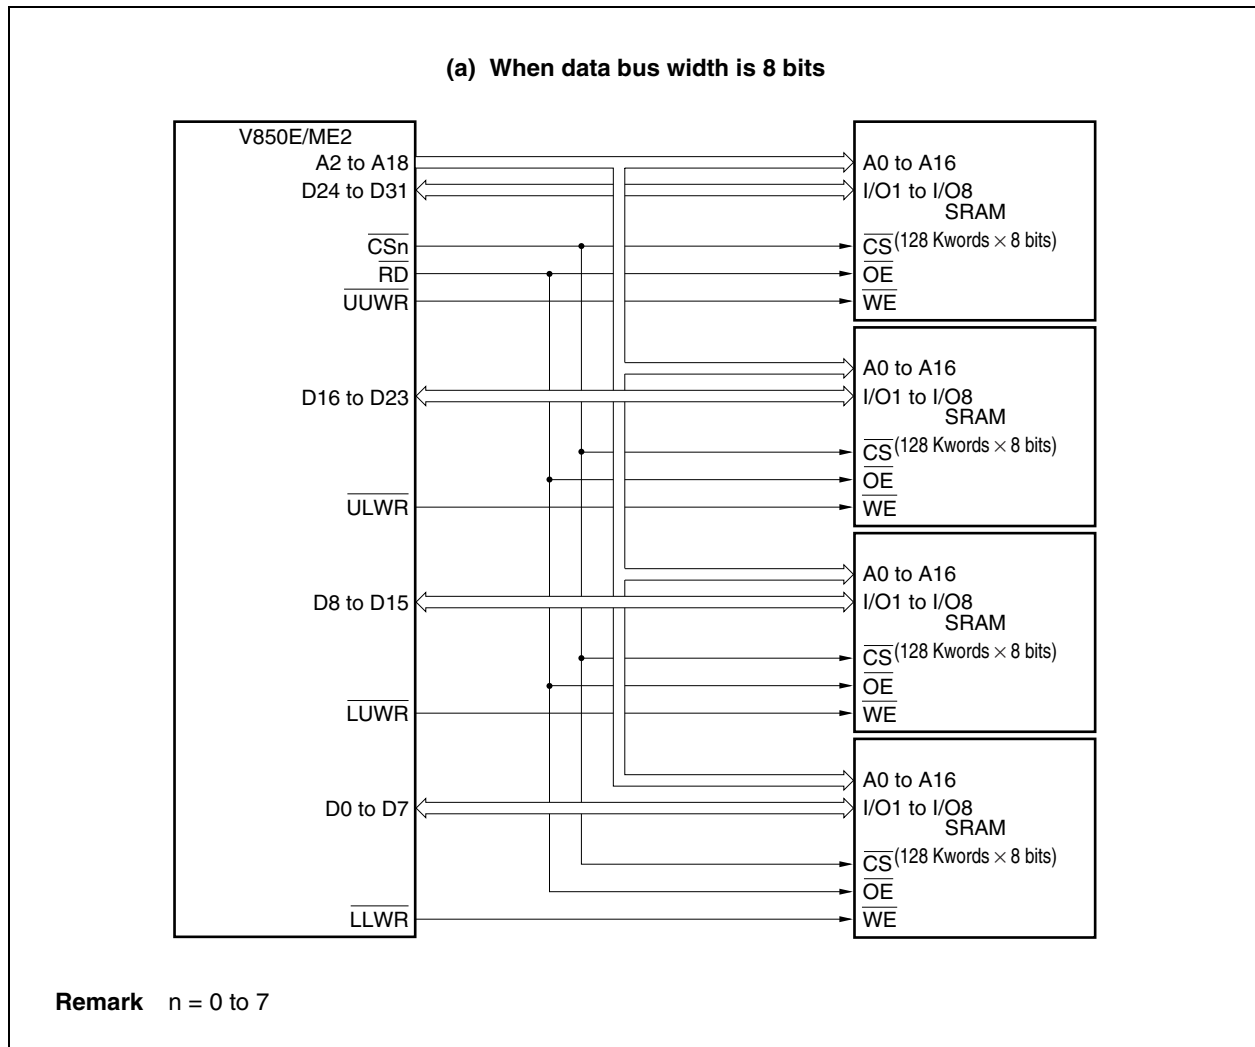 (a) When data bus width is 8 bits
V850E/ME2
A2 to A18
D24 to D31
CSn
RD
UUWR
A0 to A16
I/O1 to I/O8
SRAM
CS (128 Kwords × 8 bits)
OE
WE
D16 to D23
ULWR
A0 to A16
I/O1 to I/O8
SRAM
CS (128 Kwords × 8 bits)
OE
WE
D8 to D15
LUWR
A0 to A16
I/O1 to I/O8
SRAM
CS (128 Kwords × 8 bits)
OE
WE
D0 to D7
LLWR
A0 to A16
I/O1 to I/O8
SRAM
CS (128 Kwords × 8 bits)
OE
WE
Remark n = 0 to 7